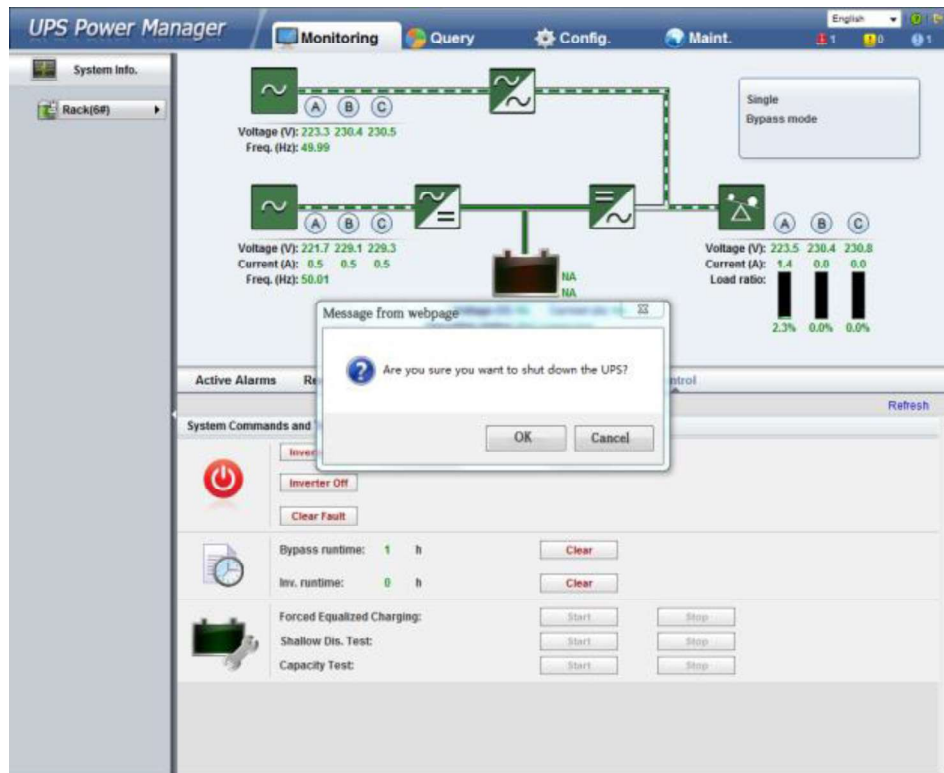 UPS Power Manager
Monitoring
Query
Config.
Maint.
English
1
0
1
System Info.
Rack(6#)
A B C
Voltage (V): 223.3 230.4 230.5
Freq. (Hz): 49.99
Single
Bypass mode
A B C
Voltage (V): 221.7 229.1 229.3
Current (A): 0.5 0.5 0.5
Freq. (Hz): 50.01
NA
NA
A B C
Voltage (V): 223.5 230.4 230.8
Current (A): 1.4 0.0 0.0
Load ratio:
2.3% 0.0% 0.0%
Message from webpage
Are you sure you want to shut down the UPS?
OK
Cancel
Active Alarms
Refresh
System Commands and
Inverter Off
Clear Fault
Bypass runtime: 1 h Clear
Inv. runtime: 0 h Clear
Forced Equalized Charging: Start Stop
Shallow Dis. Test: Start Stop
Capacity Test: Start Stop